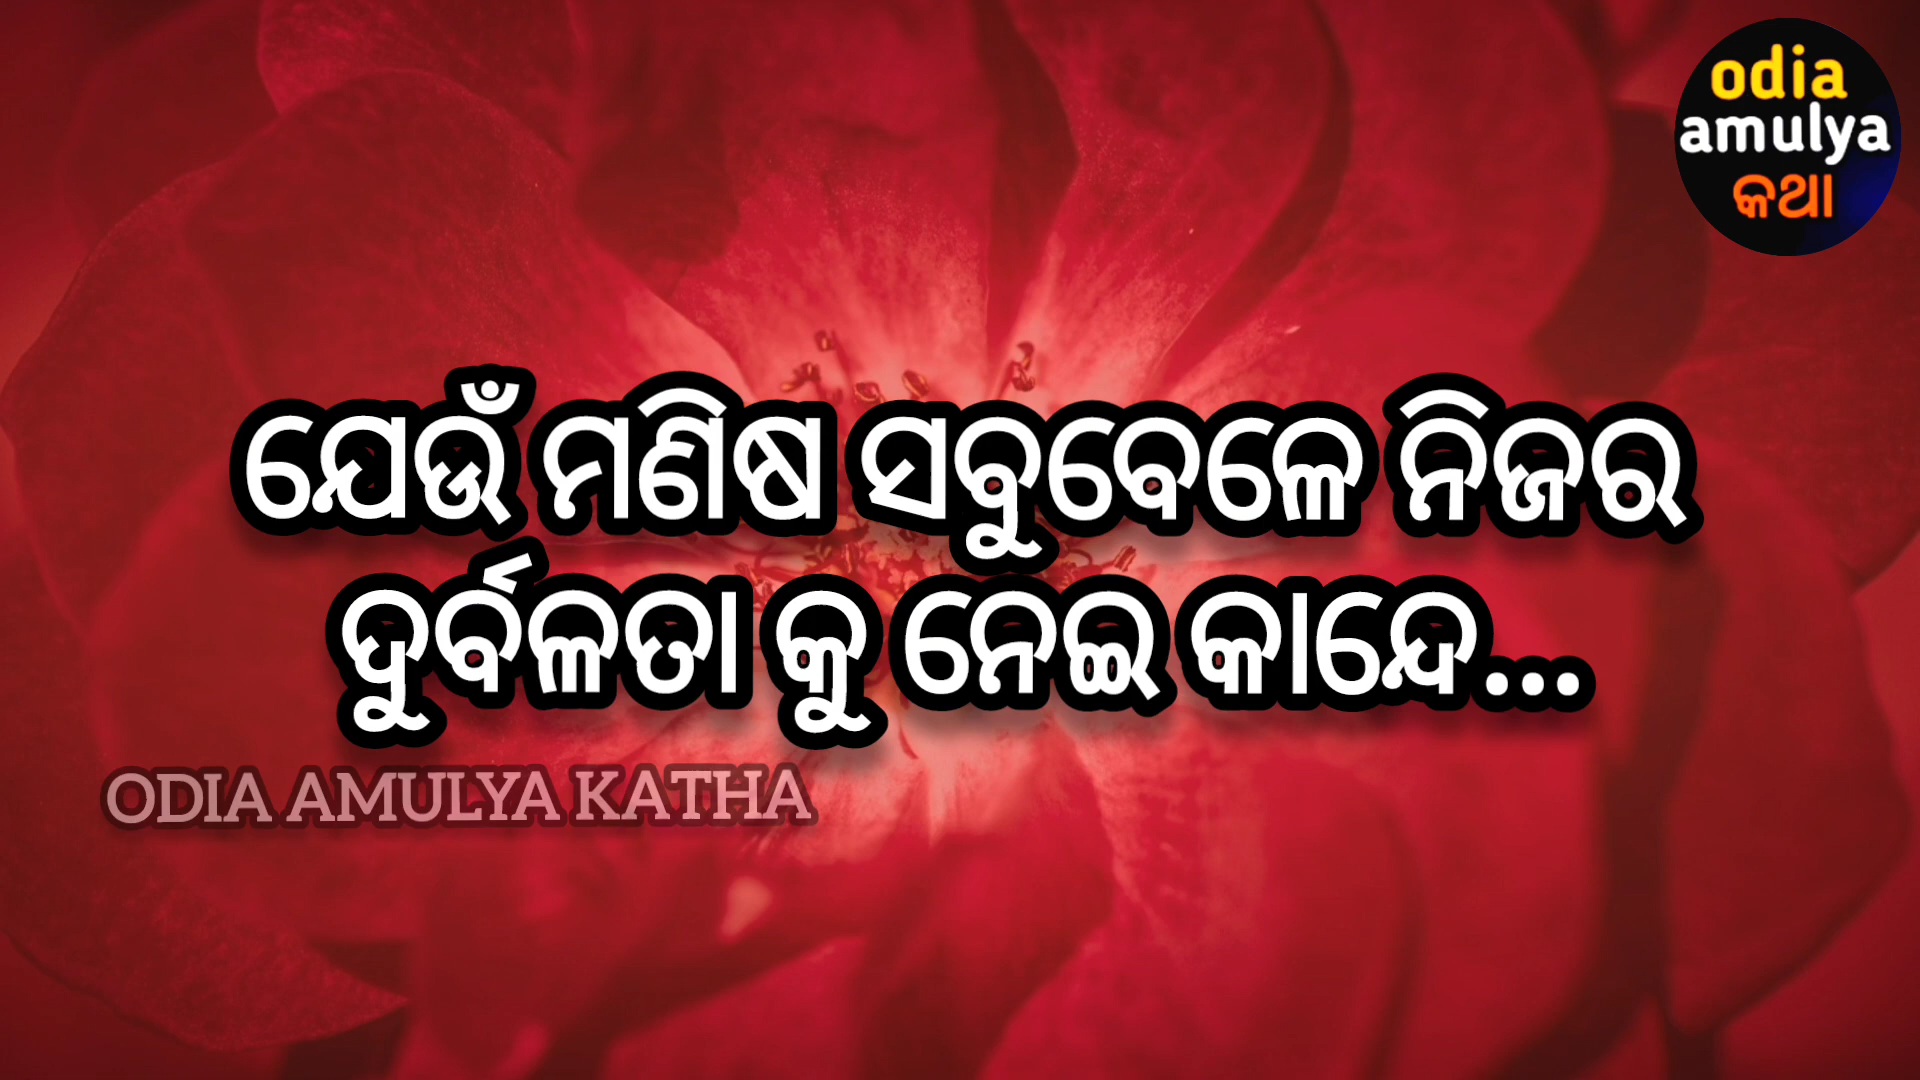 odia
amulya
କଥା
ଯେଉଁ ମଣିଷ ସବୁବେଳେ ନିଜର
ଦୁର୍ବଳତା କୁ ନେଇ କାନ୍ଦେ...
ODIA AMULYA KATHA